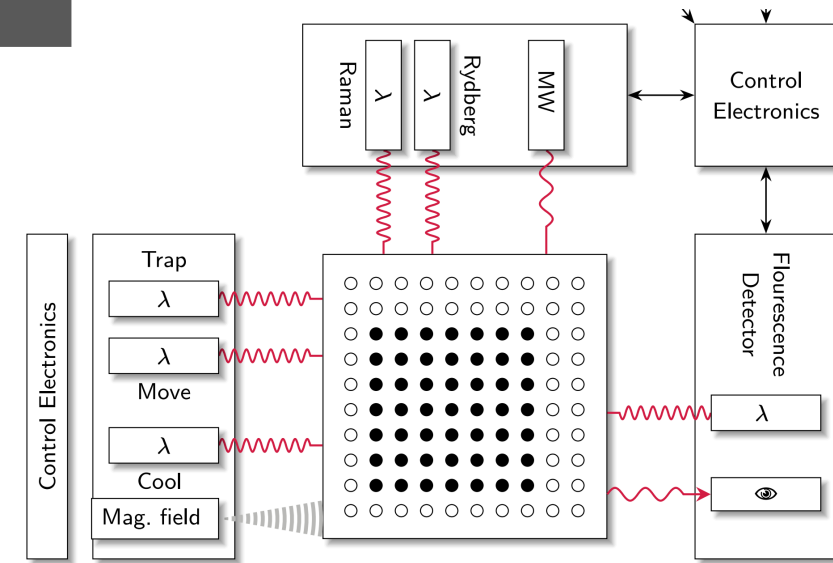 Raman
λ
λ
Rydberg
MW
Control
Electronics
Control Electronics
Trap
λ
λ
Move
λ
Cool
Mag. field
Flourescence
Detector
λ